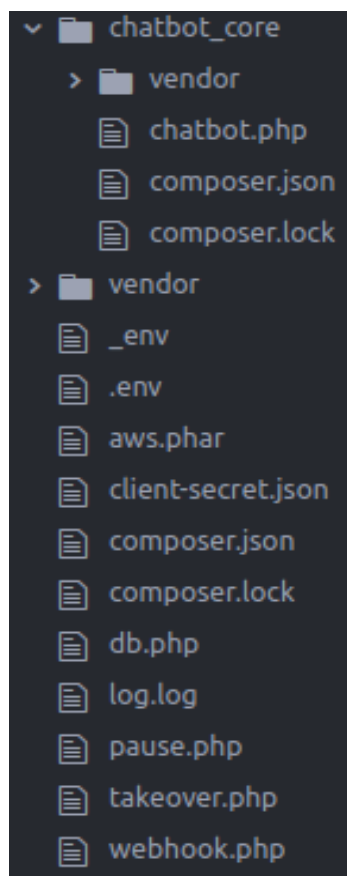 chatbot_core
vendor
chatbot.php
composer.json
composer.lock
vendor
_env
.env
aws.phar
client-secret.json
composer.json
composer.lock
db.php
log.log
pause.php
takeover.php
webhook.php